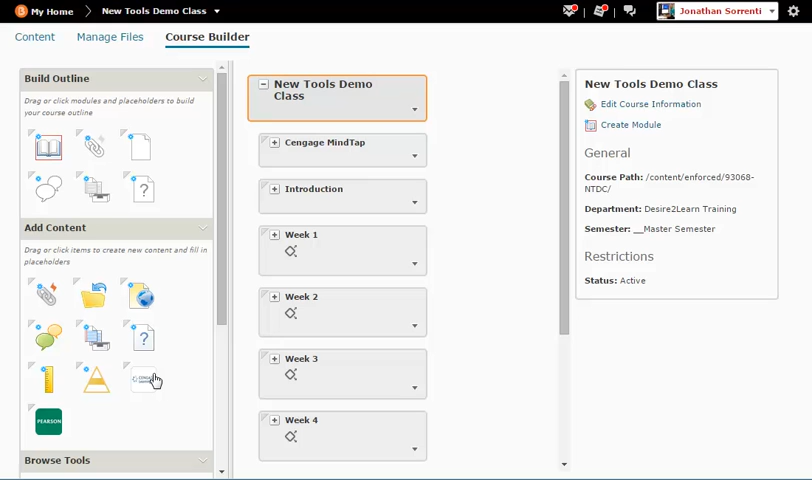 My Home
New Tools Demo Class
Jonathan Sorrenti
Content
Manage Files
Course Builder
Build Outline
Drag or click modules and placeholders to build
your course outline
Add Content
Drag or click items to create new content and fill in
placeholders
PEARSON
Browse Tools
New Tools Demo
Class
Cengage MindTap
Introduction
Week 1
Week 2
Week 3
Week 4
New Tools Demo Class
Edit Course Information
Create Module
General
Course Path: /content/enforced/93068-
NTDC/
Department: Desire2Learn Training
Semester: __Master Semester
Restrictions
Status: Active